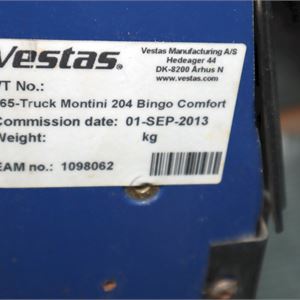 Vestas®
Vestas Manufacturing A/S
Hedeager 44
DK-8200 Århus N
www.vestas.com
VT No.:
65-Truck Montini 204 Bingo Comfort
Commission date: 01-SEP-2013
Weight: kg
EAM no.: 1098062